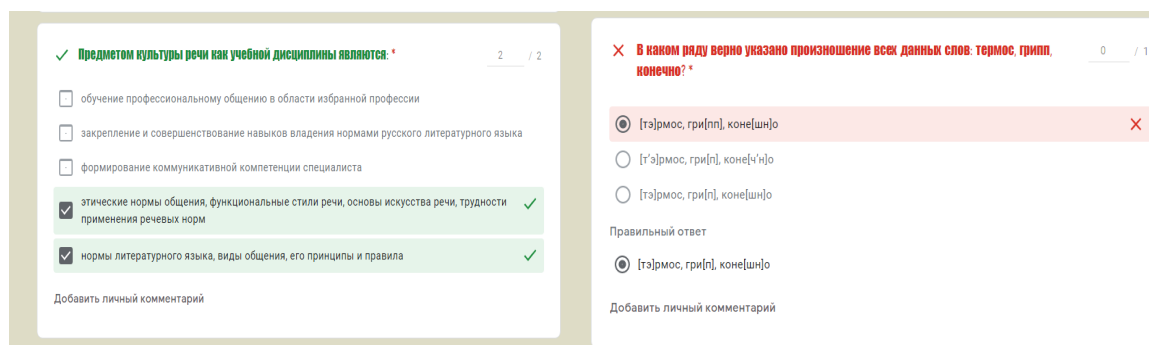 Предметом культуры речи как учебной дисциплины являются: *
2 / 2
обучение профессиональному общению в области избранной профессии
закрепление и совершенствование навыков владения нормами русского литературного языка
формирование коммуникативной компетенции специалиста
этические нормы общения, функциональные стили речи, основы искусства речи, трудности
применения речевых норм
нормы литературного языка, виды общения, его принципы и правила
Добавить личный комментарий
В каком ряду верно указано произношение всех данных слов: термос, грипп,
конечно? *
0 / 1
[тэ]рмос, гри[пп], коне[шн]о
[т'э]рмос, гри[п], коне[ч'н]о
[тэ]рмос, гри[п], коне[шн]о
Правильный ответ
[тэ]рмос, гри[п], коне[шн]о
Добавить личный комментарий